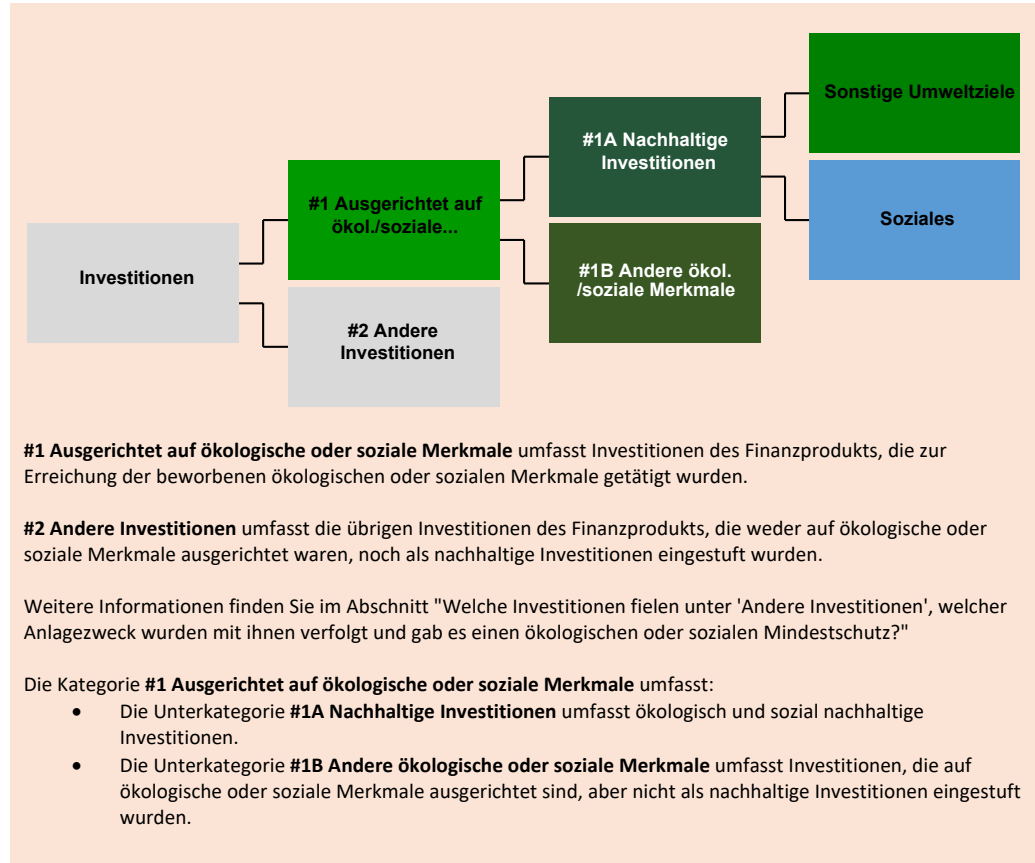 Sonstige Umweltziele
#1A Nachhaltige
Investitionen
#1 Ausgerichtet auf
ökol./soziale...
Soziales
Investitionen
#1B Andere ökol.
/soziale Merkmale
#2 Andere
Investitionen
#1 Ausgerichtet auf ökologische oder soziale Merkmale umfasst Investitionen des Finanzprodukts, die zur
Erreichung der beworbenen ökologischen oder sozialen Merkmale getätigt wurden.
#2 Andere Investitionen umfasst die übrigen Investitionen des Finanzprodukts, die weder auf ökologische oder
soziale Merkmale ausgerichtet waren, noch als nachhaltige Investitionen eingestuft wurden.
Weitere Informationen finden Sie im Abschnitt "Welche Investitionen fielen unter 'Andere Investitionen', welcher
Anlagezweck wurden mit ihnen verfolgt und gab es einen ökologischen oder sozialen Mindestschutz?"
Die Kategorie #1 Ausgerichtet auf ökologische oder soziale Merkmale umfasst:
• Die Unterkategorie #1A Nachhaltige Investitionen umfasst ökologisch und sozial nachhaltige
Investitionen.
• Die Unterkategorie #1B Andere ökologische oder soziale Merkmale umfasst Investitionen, die auf
ökologische oder soziale Merkmale ausgerichtet sind, aber nicht als nachhaltige Investitionen eingestuft
wurden.